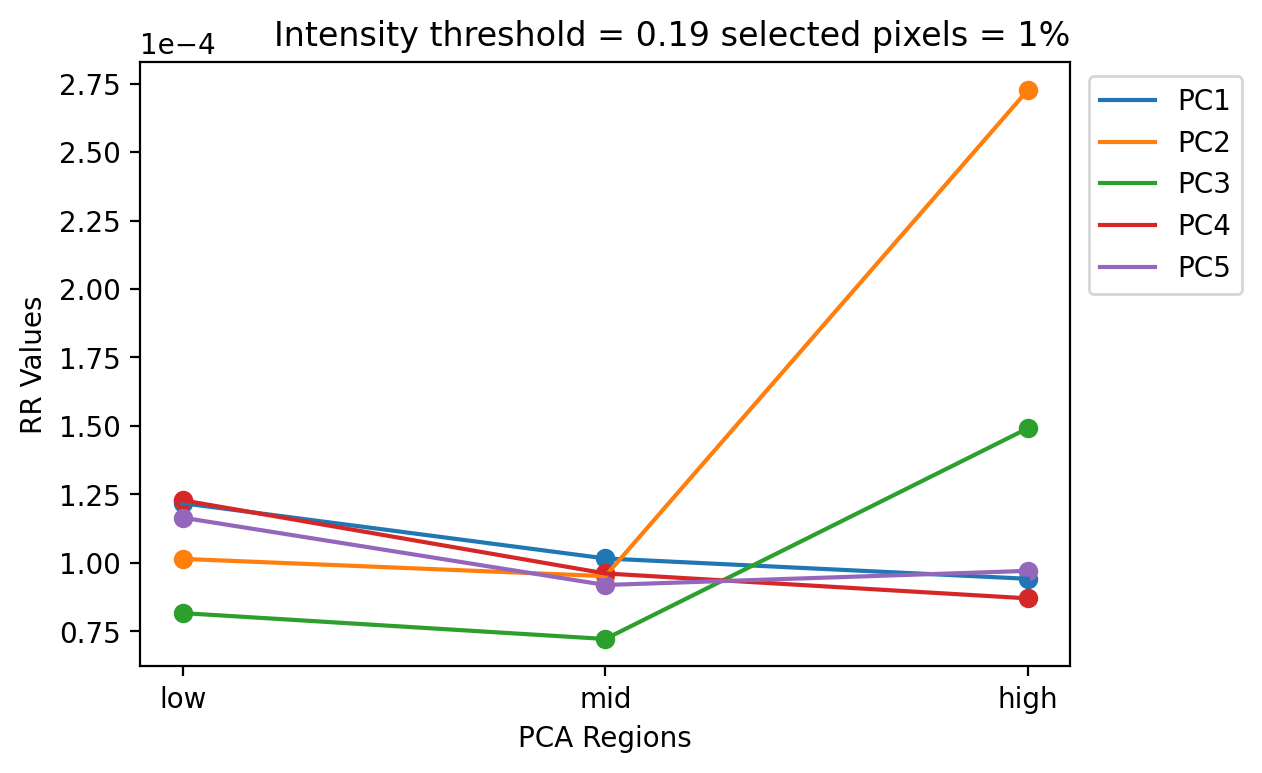 Intensity threshold = 0.19 selected pixels = 1%
1e−4
2.75
2.50
2.25
2.00
1.75
1.50
1.25
1.00
0.75
RR Values
low mid high
PCA Regions
PC1
PC2
PC3
PC4
PC5